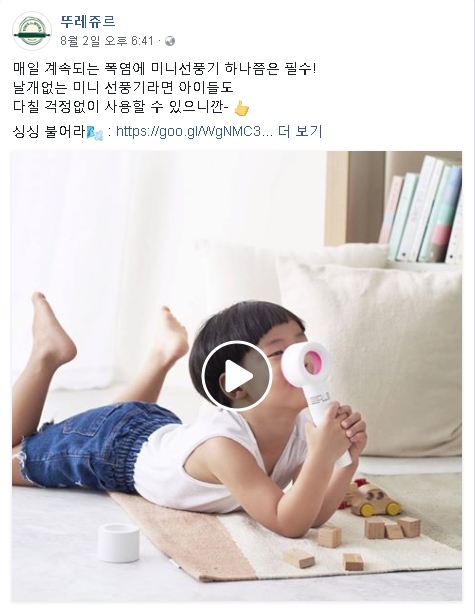 뚜레쥬르
8월 2일 오후 6:41 ·
매일 계속되는 폭염에 미니선풍기 하나쯤은 필수!
날개없는 미니 선풍기라면 아이들도
다칠 걱정없이 사용할 수 있으니깐~👍
싱싱 불어라🌬 : https://goo.gl/WgNMC3... 더 보기